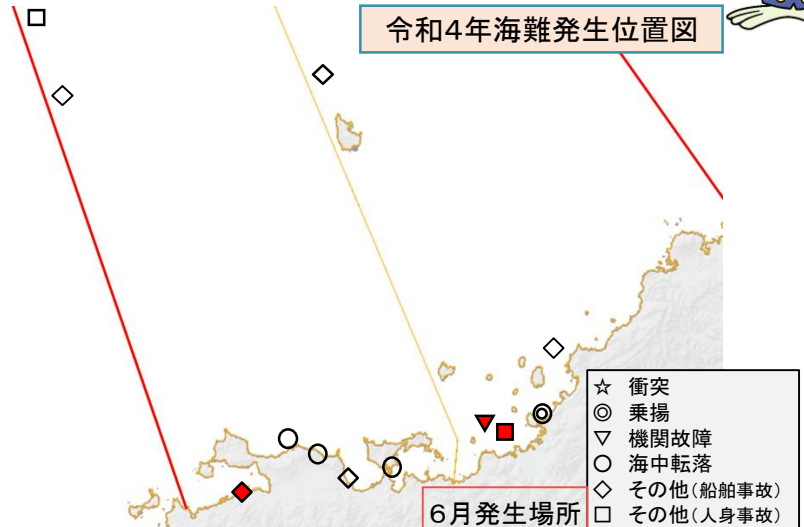 令和4年海難発生位置図
☆ 衝突
◎ 乗揚
▽ 機関故障
○ 海中転落
◇ その他(船舶事故)
□ その他(人身事故)
6月発生場所